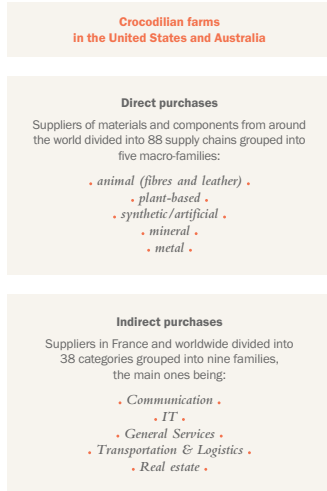 Crocodilian farms
in the United States and Australia
Direct purchases
Suppliers of materials and components from around
the world divided into 88 supply chains grouped into
five macro-families:
• animal (fibres and leather) •
• plant-based •
• synthetic/artificial •
• mineral •
• metal •
Indirect purchases
Suppliers in France and worldwide divided into
38 categories grouped into nine families,
the main ones being:
• Communication •
• IT •
• General Services •
• Transportation & Logistics •
• Real estate •